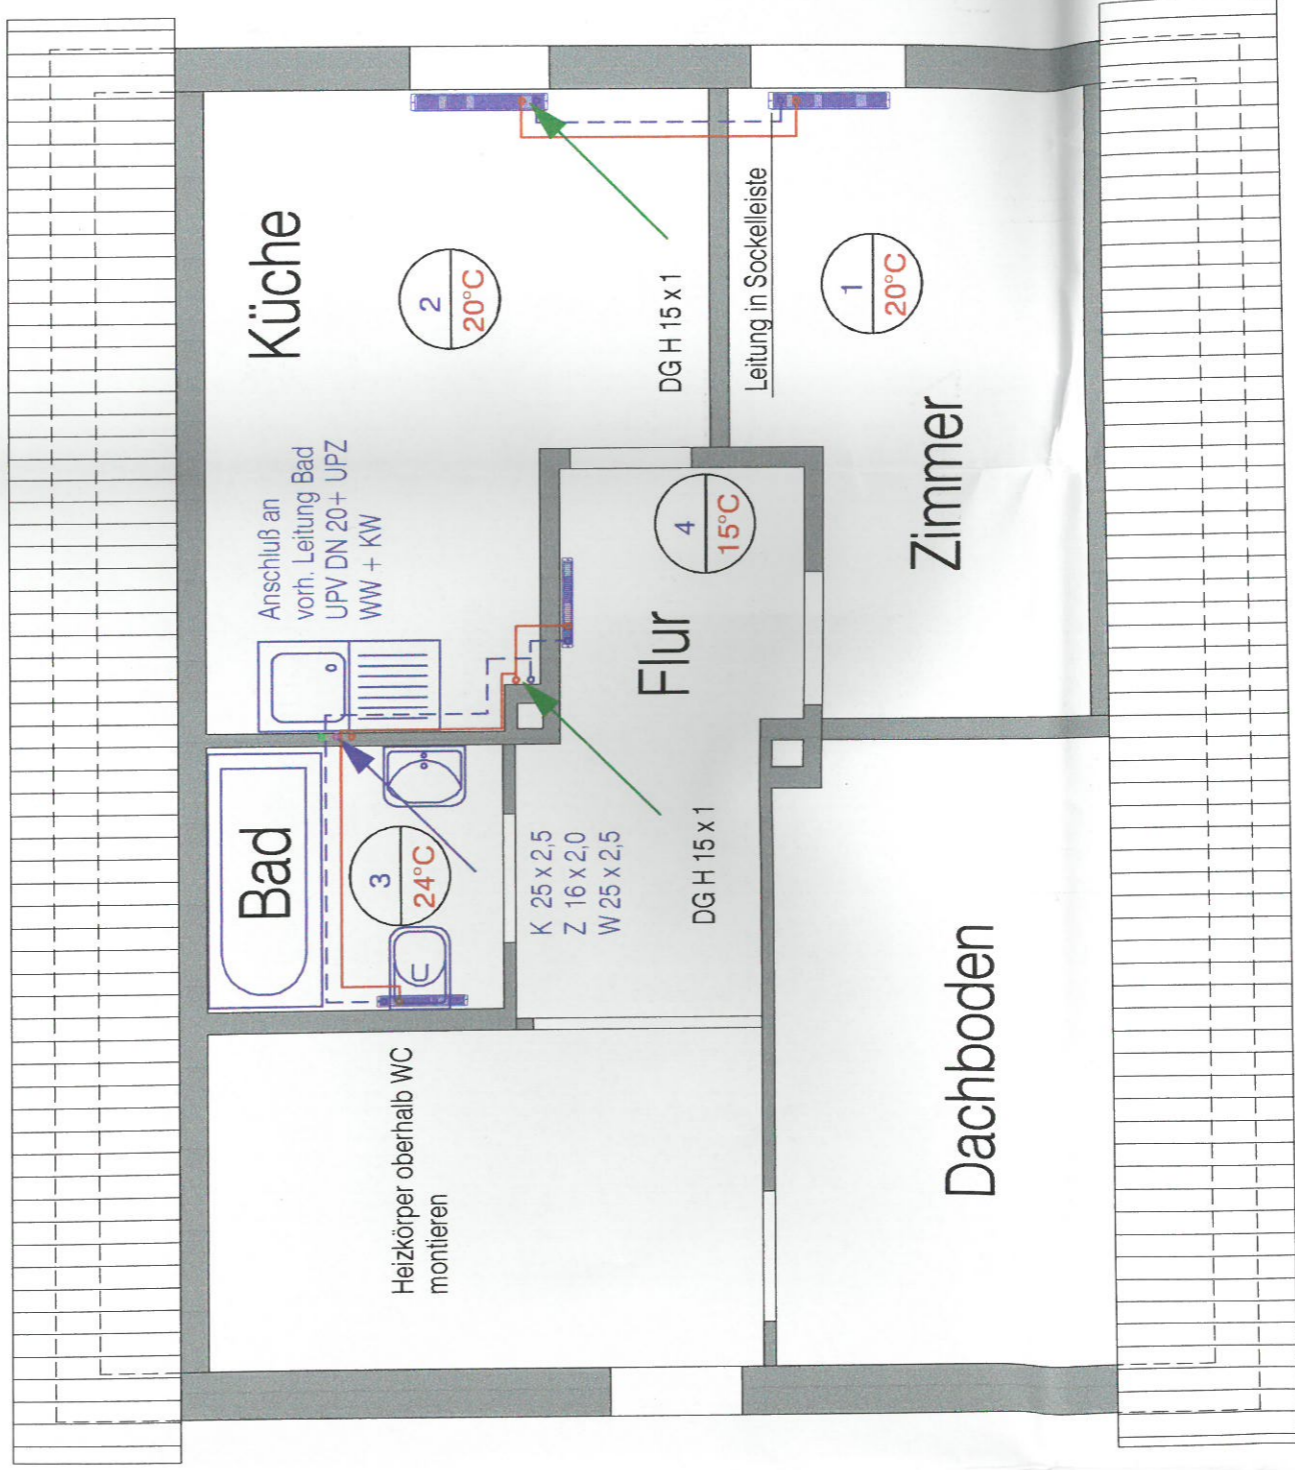 Küche
2
20°C
Anschluß an
vorh. Leitung Bad
UPV DN 20+ UPZ
WW + KW
DG H 15 x 1
Leitung in Sockelleiste
1
20°C
Zimmer
4
15°C
Flur
Bad
3
24°C
K 25 x 2,5
Z 16 x 2,0
W 25 x 2,5
DG H 15 x 1
Heizkörper oberhalb WC
montieren
Dachboden